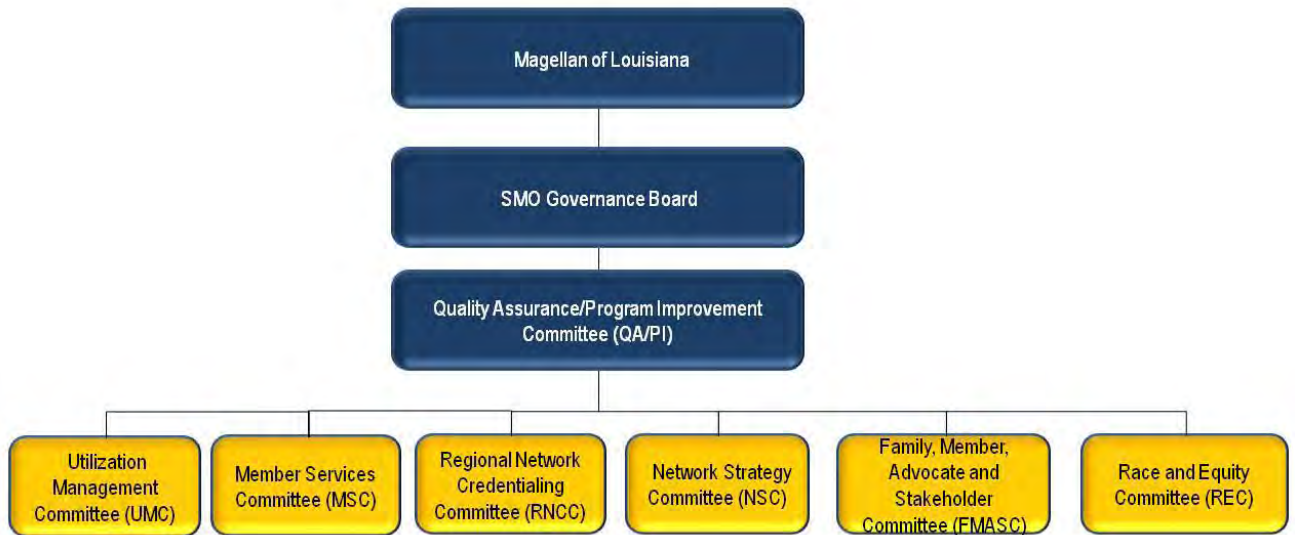 Magellan of Louisiana
SMO Governance Board
Quality Assurance/Program Improvement
Committee (QA/PI)
Utilization
Management
Committee (UMC)
Member Services
Committee (MSC)
Regional Network
Credentialing
Committee (RNCC)
Network Strategy
Committee (NSC)
Family, Member,
Advocate and
Stakeholder
Committee (FMASC)
Race and Equity
Committee (REC)